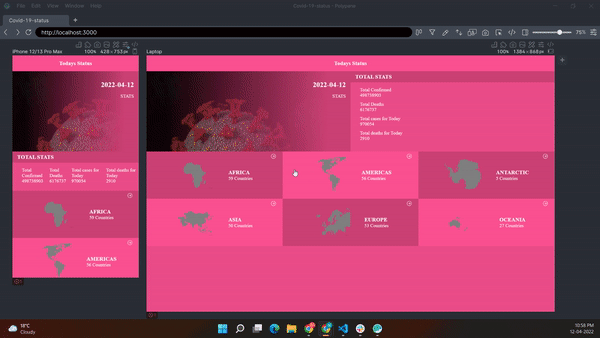 File Edit View Window Help
Covid-19-status - Polypane
Covid-19-status
http://localhost:3000
75%
iPhone 12/13 Pro Max
100% 428 × 753 px
Laptop
100% 1384 × 868 px
Todays Status
2022-04-12
STATS
TOTAL STATS
Total Confirmed
Total Deaths
6176737
Total cases for Today
970054
Total deaths for Today
2910
AFRICA
59 Countries
AMERICAS
56 Countries
Todays Status
2022-04-12
STATS
TOTAL STATS
Total Confirmed
Total Deaths
6176737
Total cases for Today
970054
Total deaths for Today
2910
AFRICA
59 Countries
AMERICAS
56 Countries
ANTARCTIC
5 Countries
ASIA
50 Countries
EUROPE
53 Countries
OCEANIA
27 Countries
18°C
Cloudy
10:58 PM
12-04-2022